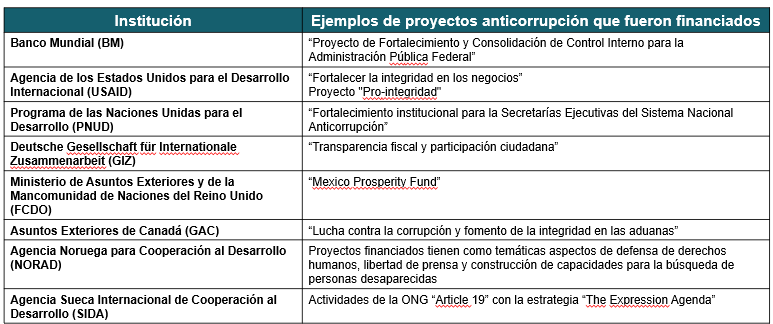 Institución
Ejemplos de proyectos anticorrupción que fueron financiados
Banco Mundial (BM)
“Proyecto de Fortalecimiento y Consolidación de Control Interno para la
Administración Pública Federal”
Agencia de los Estados Unidos para el Desarrollo
Internacional (USAID)
“Fortalecer la integridad en los negocios”
Proyecto "Pro-integridad"
Programa de las Naciones Unidas para el
Desarrollo (PNUD)
“Fortalecimiento institucional para la Secretarías Ejecutivas del Sistema Nacional
Anticorrupción”
Deutsche Gesellschaft für Internationale
Zusammenarbeit (GIZ)
“Transparencia fiscal y participación ciudadana”
Ministerio de Asuntos Exteriores y de la
Mancomunidad de Naciones del Reino Unido
(FCDO)
“Mexico Prosperity Fund”
Asuntos Exteriores de Canadá (GAC)
“Lucha contra la corrupción y fomento de la integridad en las aduanas”
Agencia Noruega para Cooperación al Desarrollo
(NORAD)
Proyectos financiados tienen como temáticas aspectos de defensa de derechos
humanos, libertad de prensa y construcción de capacidades para la búsqueda de
personas desaparecidas
Agencia Sueca Internacional de Cooperación al
Desarrollo (SIDA)
Actividades de la ONG “Article 19” con la estrategia “The Expression Agenda”